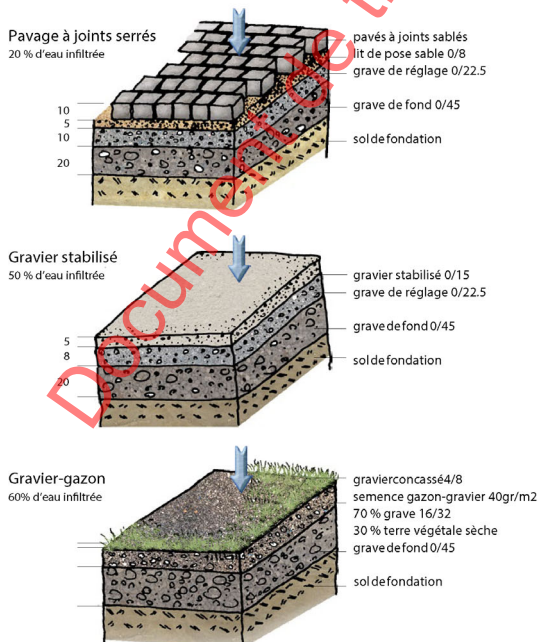 Pavage à joints serrés
20 % d'eau infiltrée
pavés à joints sablés
lit de pose sable 0/8
grave de réglage 0/22.5
grave de fond 0/45
sol de fondation
10
5
10
20
Gravier stabilisé
50 % d'eau infiltrée
gravier stabilisé 0/15
grave de réglage 0/22.5
grave de fond 0/45
sol de fondation
5
8
20
Gravier-gazon
60% d'eau infiltrée
gravier concassé 4/8
semence gazon-gravier 40gr/m2
70 % grave 16/32
30 % terre végétale sèche
grave de fond 0/45
sol de fondation
Document de t